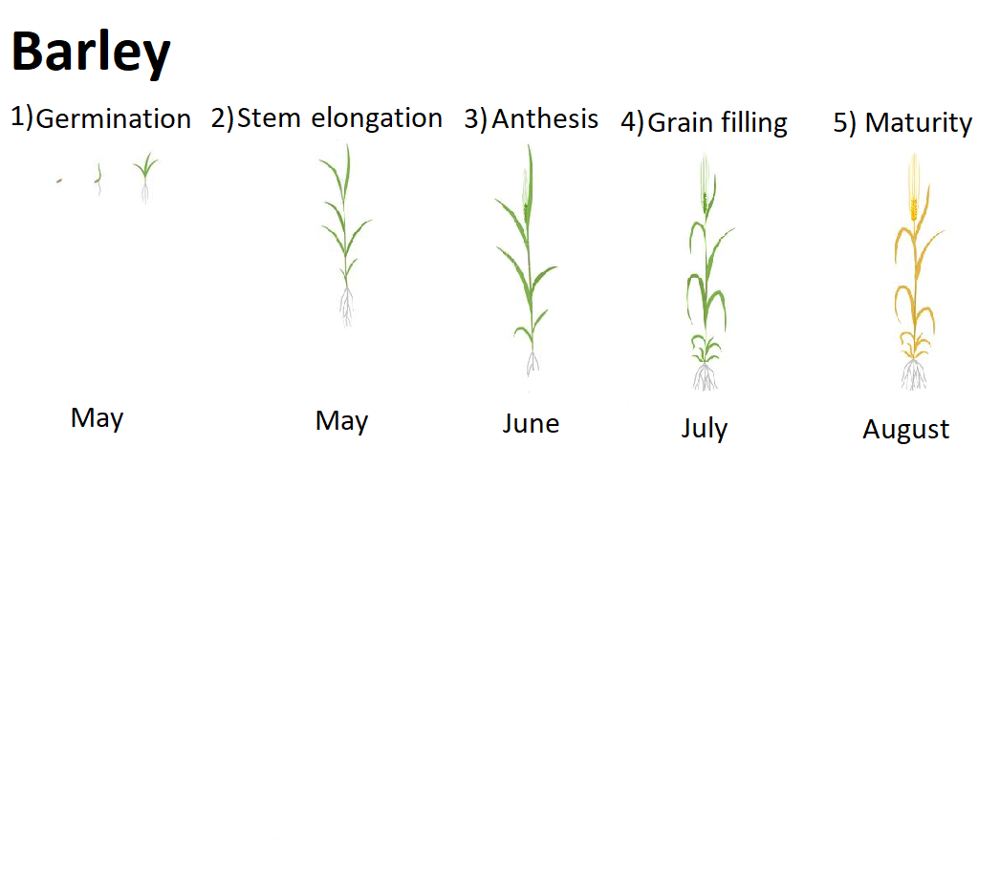 Barley
1) Germination 2) Stem elongation 3) Anthesis 4) Grain filling 5) Maturity
May May June July August